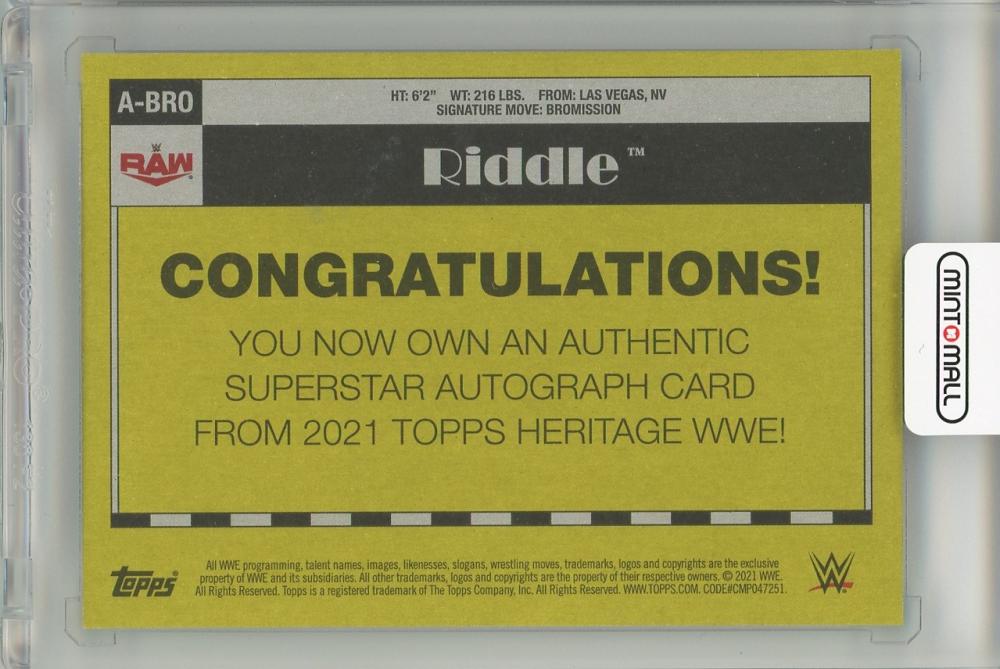 A-BRO
HT: 6'2" WT: 216 LBS. FROM: LAS VEGAS, NV
SIGNATURE MOVE: BROMISSION
W
RAW
Riddle™
CONGRATULATIONS!
YOU NOW OWN AN AUTHENTIC
SUPERSTAR AUTOGRAPH CARD
FROM 2021 TOPPS HERITAGE WWE!
topps
All WWE programming, talent names, images, likenesses, slogans, wrestling moves, trademarks, logos and copyrights are the exclusive
property of WWE and its subsidiaries. All other trademarks, logos and copyrights are the property of their respective owners. © 2021 WWE.
All Rights Reserved. Topps is a registered trademark of The Topps Company, Inc. All Rights Reserved. WWW.TOPPS.COM. CODE#CMP047251.
W
MINT MALL